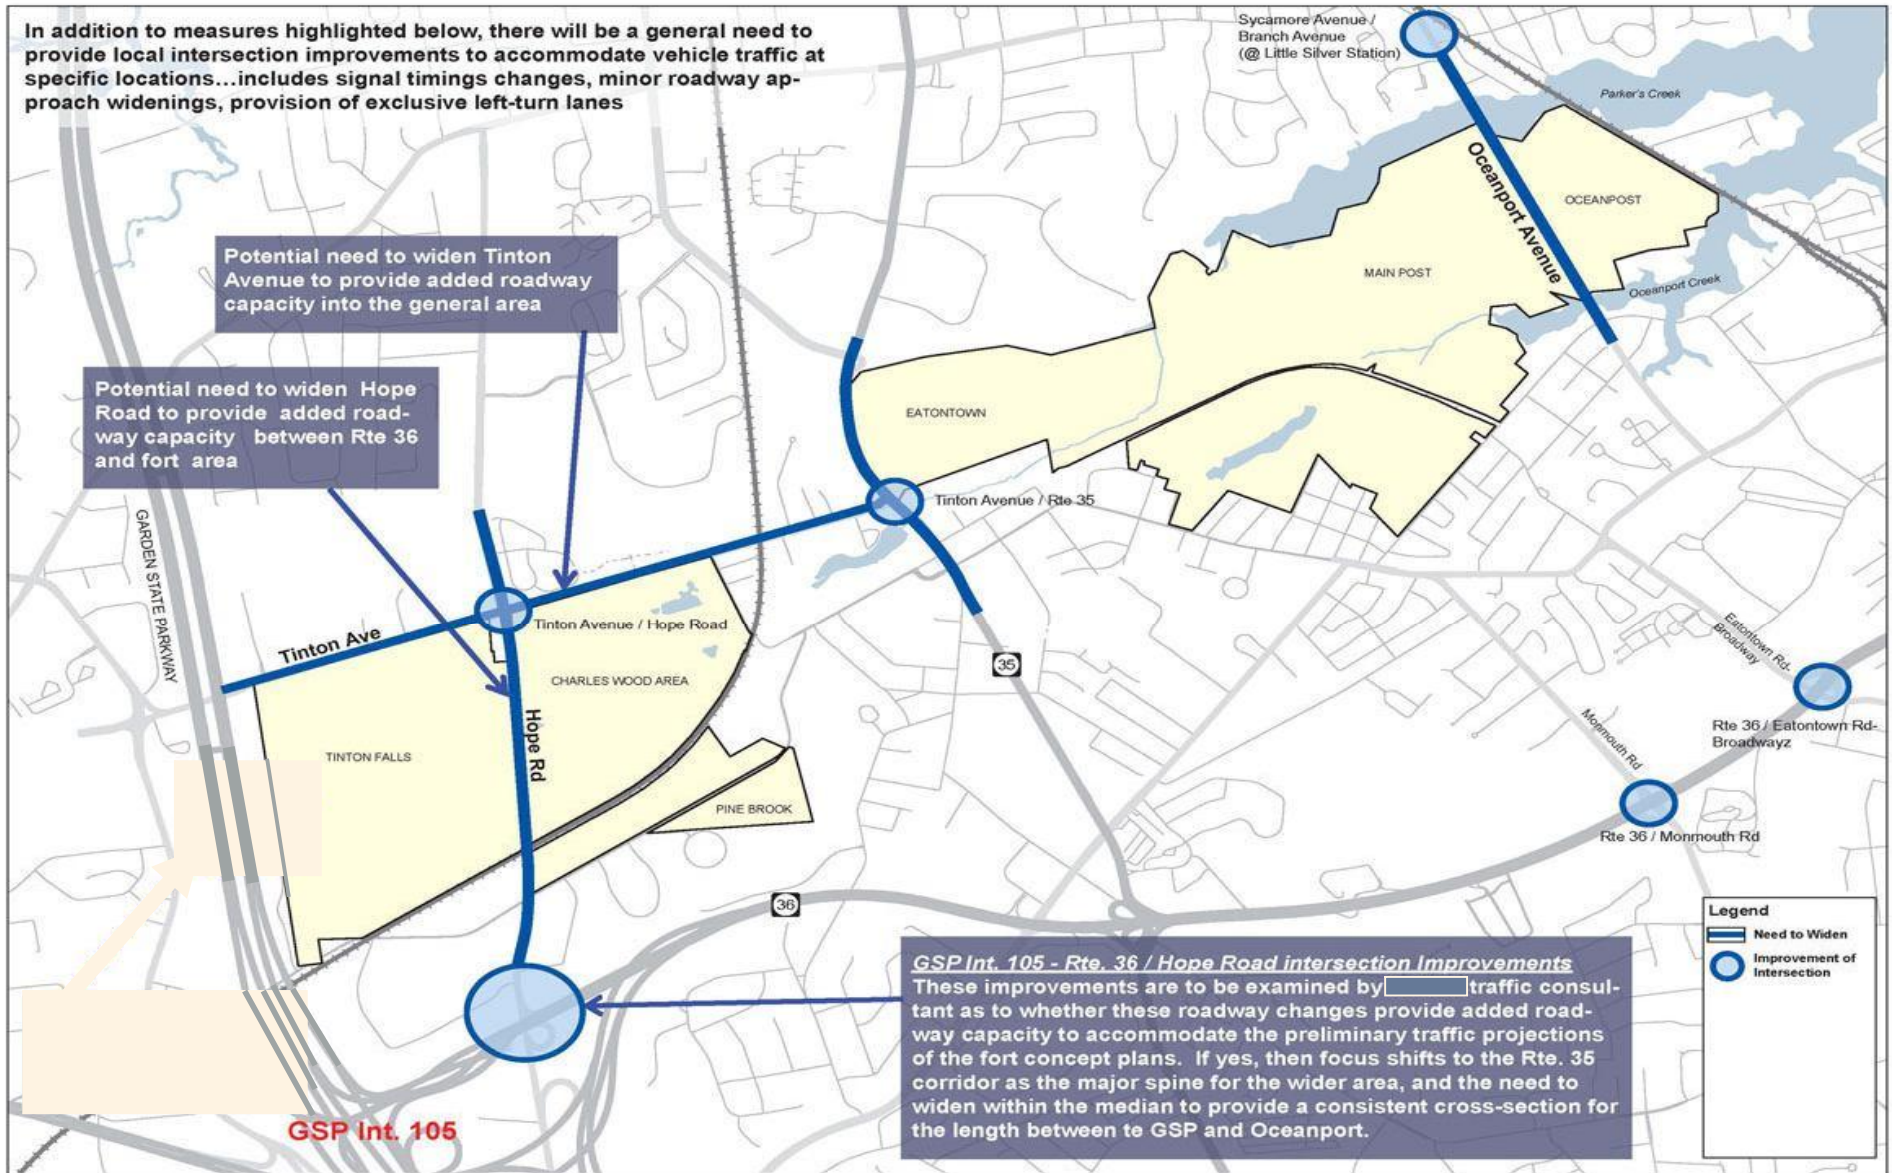 In addition to measures highlighted below, there will be a general need to
provide local intersection improvements to accommodate vehicle traffic at
specific locations...includes signal timings changes, minor roadway ap-
proach widenings, provision of exclusive left-turn lanes
Sycamore Avenue /
Branch Avenue
(@ Little Silver Station)
Parker's Creek
Oceanport Avenue
OCEANPOST
MAIN POST
Oceanport Creek
Potential need to widen Tinton
Avenue to provide added roadway
capacity into the general area
Potential need to widen Hope
Road to provide added road-
way capacity between Rte 36
and fort area
EATONTOWN
Tinton Avenue / Rte 35
GARDEN STATE PARKWAY
Tinton Ave
Tinton Avenue / Hope Road
CHARLES WOOD AREA
Hope Rd
TINTON FALLS
PINE BROOK
35
36
Eatontown Rd-
Broadway
Monmouth Rd
Rte 36 / Eatontown Rd-
Broadwayz
Rte 36 / Monmouth Rd
GSP Int. 105 - Rte. 36 / Hope Road intersection Improvements
These improvements are to be examined by traffic consul-
tant as to whether these roadway changes provide added road-
way capacity to accommodate the preliminary traffic projections
of the fort concept plans. If yes, then focus shifts to the Rte. 35
corridor as the major spine for the wider area, and the need to
widen within the median to provide a consistent cross-section for
the length between te GSP and Oceanport.
GSP Int. 105
Legend
Need to Widen
Improvement of
Intersection